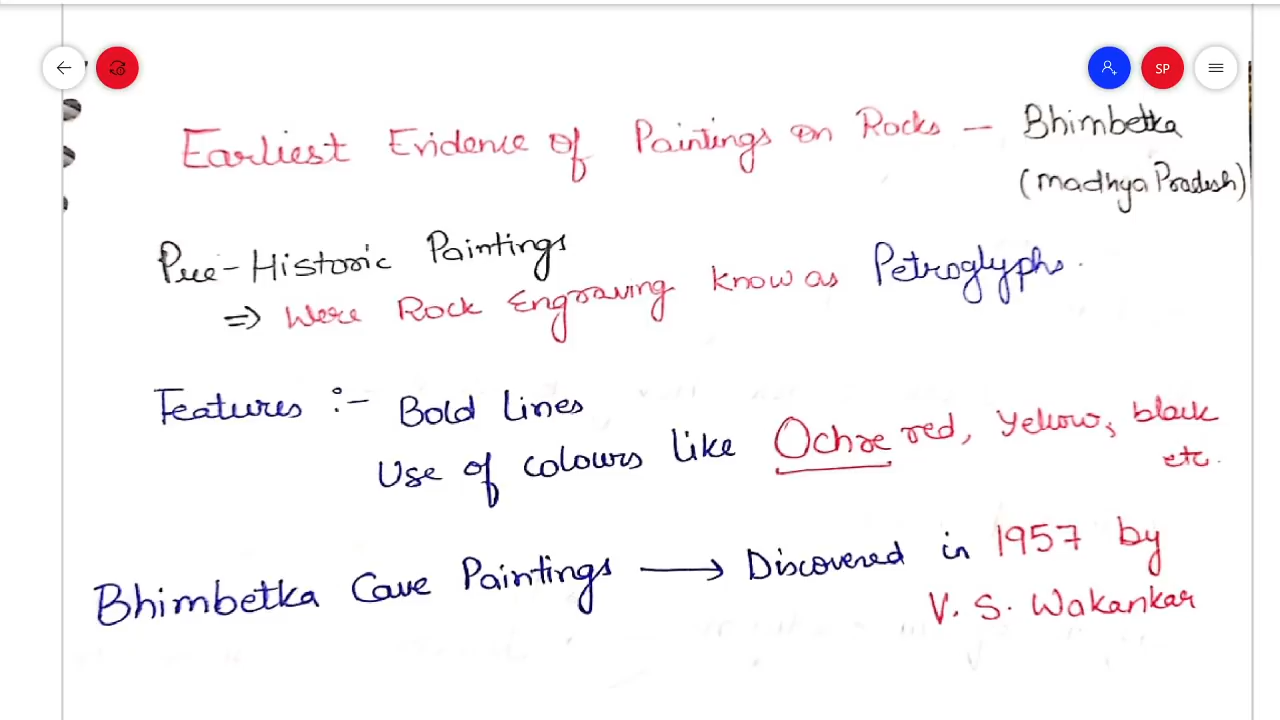 SP
Earliest Evidence of Paintings on Rocks — Bhimbetka
(Madhya Pradesh)
Pre-Historic Paintings
⇒ Were Rock Engraving know as Petroglyphs.
Features :- Bold Lines
Use of colours like Ochre red, Yellow, black
etc.
Bhimbetka Cave Paintings → Discovered in 1957 by
V. S. Wakankar